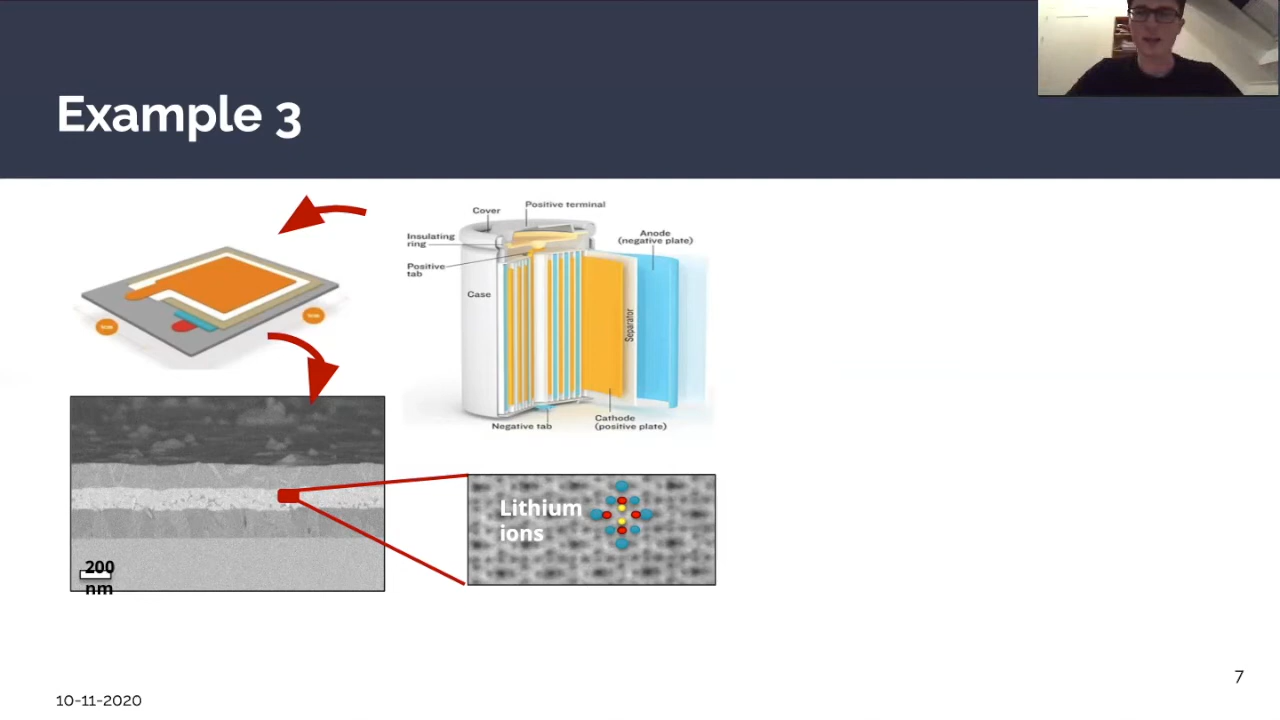 Example 3
Cover
Positive terminal
Insulating
ring
Positive
tab
Case
Anode
(negative plate)
Separator
Cathode
(positive plate)
Negative tab
Lithium
ions
200
nm
7
10-11-2020